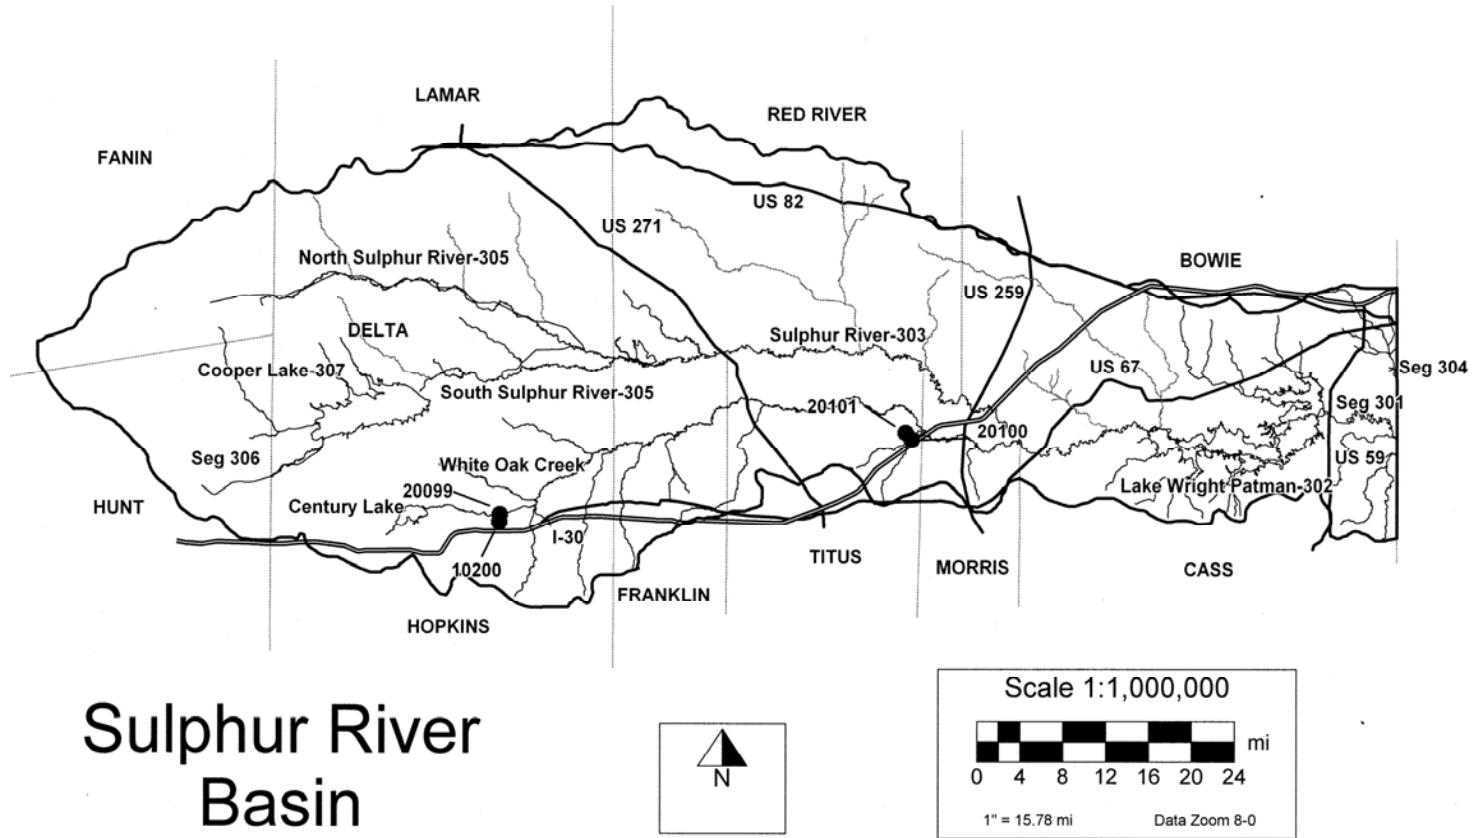 LAMAR
RED RIVER
FANIN
US 82
US 271
North Sulphur River-305
BOWIE
US 259
DELTA
Sulphur River-303
Cooper Lake-307
US 67
Seg 304
South Sulphur River-305
20101
Seg 301
20100
Seg 306
White Oak Creek
US 59
20099
Lake Wright Patman-302
HUNT
Century Lake
I-30
TITUS
10200
MORRIS
CASS
FRANKLIN
HOPKINS
Sulphur River
Basin
N
Scale 1:1,000,000
mi
0 4 8 12 16 20 24
1" = 15.78 mi
Data Zoom 8-0